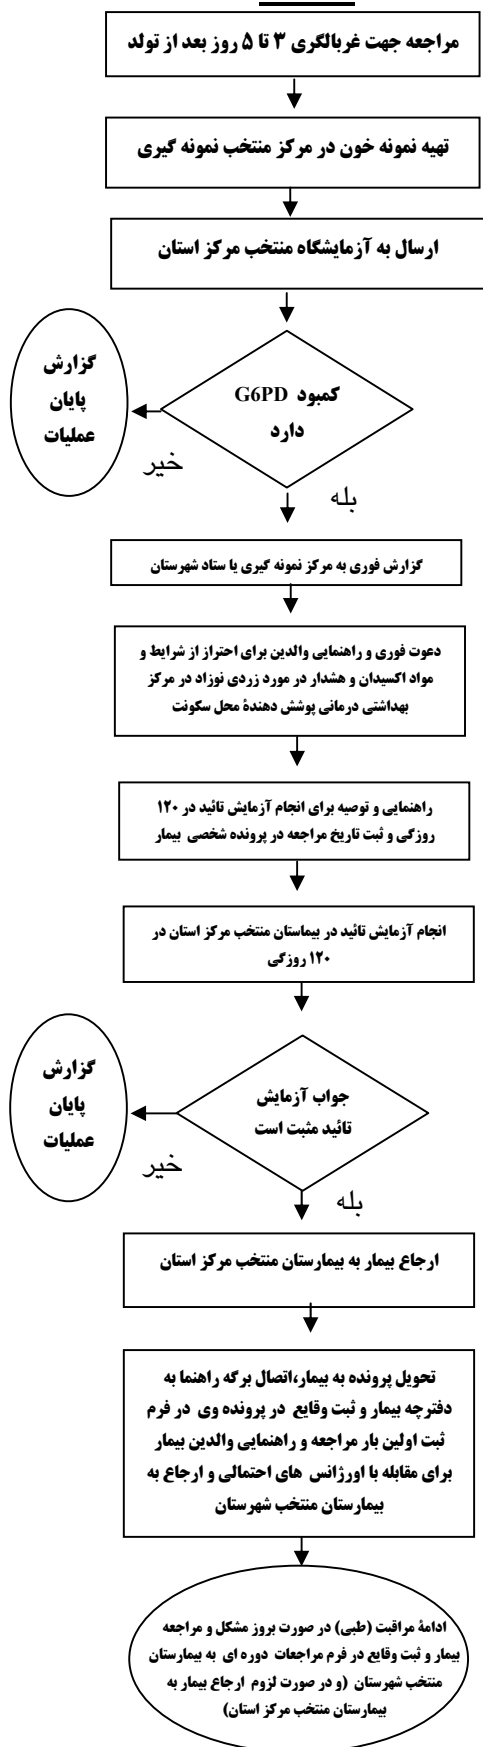 مراجعه جهت غربالگری ۳ تا ۵ روز بعد از تولد
تهیه نمونه خون در مرکز منتخب نمونه گیری
ارسال به آزمایشگاه منتخب مرکز استان
کمبود G6PD
دارد
گزارش
پایان
عملیات
خیر
بله
گزارش فوری به مرکز نمونه گیری یا ستاد شهرستان
دعوت فوری و راهنمایی والدین برای احتراز از شرایط و
مواد اکسیدان و هشدار در مورد زردی نوزاد در مرکز
بهداشتی درمانی پوشش دهندۀ محل سکونت
راهنمایی و توصیه برای انجام آزمایش تائید در ۱۲۰
روزگی و ثبت تاریخ مراجعه در پرونده شخصی بیمار
انجام آزمایش تائید در بیماستان منتخب مرکز استان در
۱۲۰ روزگی
جواب آزمایش
تائید مثبت است
گزارش
پایان
عملیات
خیر
بله
ارجاع بیمار به بیمارستان منتخب مرکز استان
تحویل پرونده به بیمار،اتصال برگه راهنما به
دفترچه بیمار و ثبت وقایع در پرونده وی در فرم
ثبت اولین بار مراجعه و راهنمایی والدین بیمار
برای مقابله با اورژانس های احتمالی و ارجاع به
بیمارستان منتخب شهرستان
ادامۀ مراقبت (طبی) در صورت بروز مشکل و مراجعه
بیمار و ثبت وقایع در فرم مراجعات دوره ای به بیمارستان
منتخب شهرستان (و در صورت لزوم ارجاع بیمار به
بیمارستان منتخب مرکز استان)